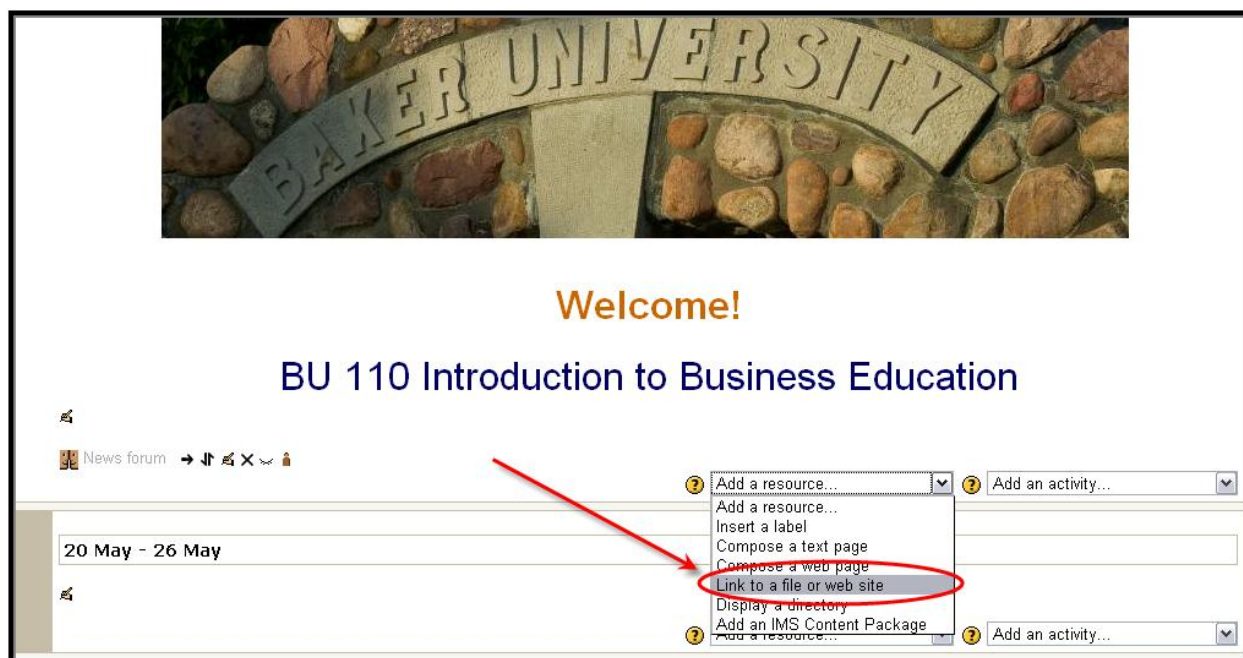 BAKER UNIVERSITY
Welcome!
BU 110 Introduction to Business Education
News forum
Add a resource...
Add an activity...
Add a resource...
Insert a label
Compose a text page
Compose a web page
Link to a file or web site
Display a directory
Add an IMS Content Package
20 May - 26 May
Add a resource...
Add an activity...